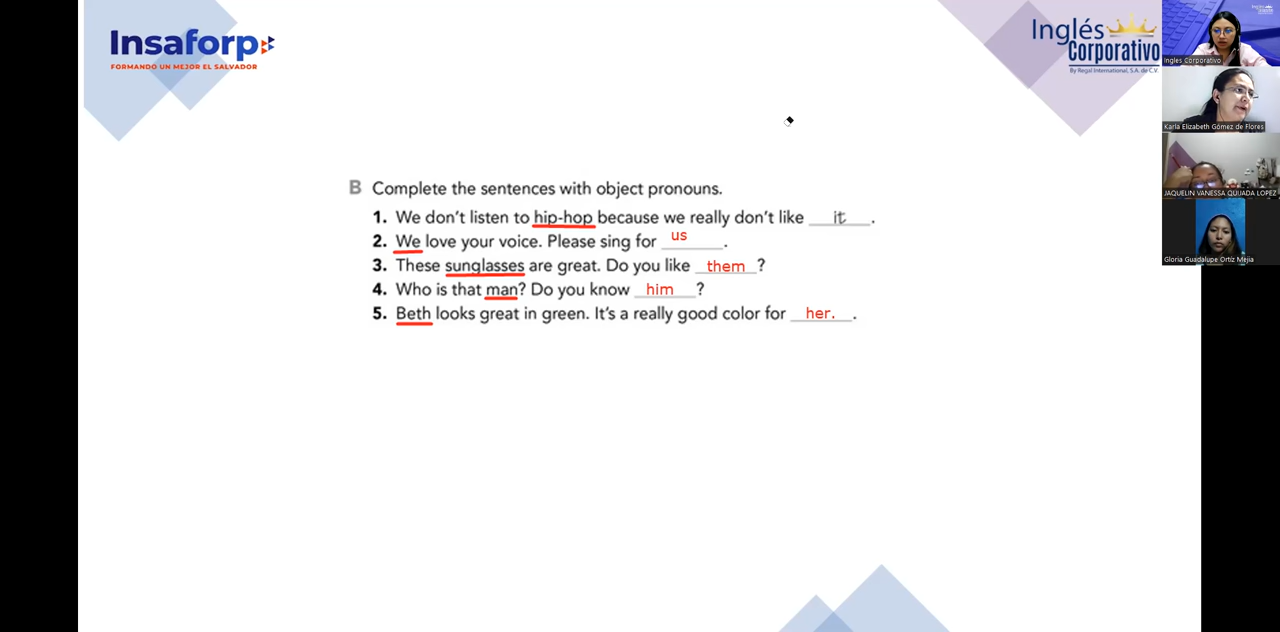 Insaforp
FORMANDO UN MEJOR EL SALVADOR
Inglés
Corporativo
By Regal International, S.A. de C.V.
B Complete the sentences with object pronouns.
1. We don't listen to hip-hop because we really don't like it.
2. We love your voice. Please sing for us.
3. These sunglasses are great. Do you like them?
4. Who is that man? Do you know him?
5. Beth looks great in green. It's a really good color for her. .
Ingles Corporativo
Karla Elizabeth Gómez de Flores
JAQUELIN VANESSA QUIJADA LOPEZ
Gloria Guadalupe Ortíz Mejia